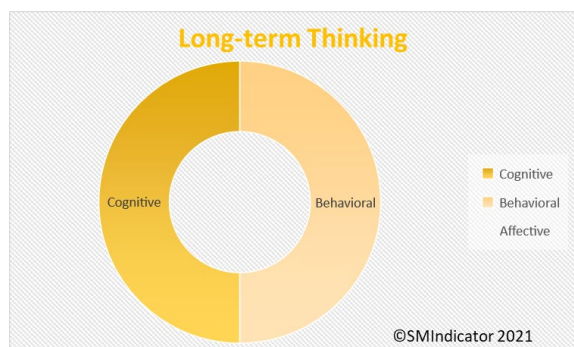 Long-term Thinking
Cognitive
Behavioral
Cognitive
Behavioral
Affective
©SMIndicator 2021